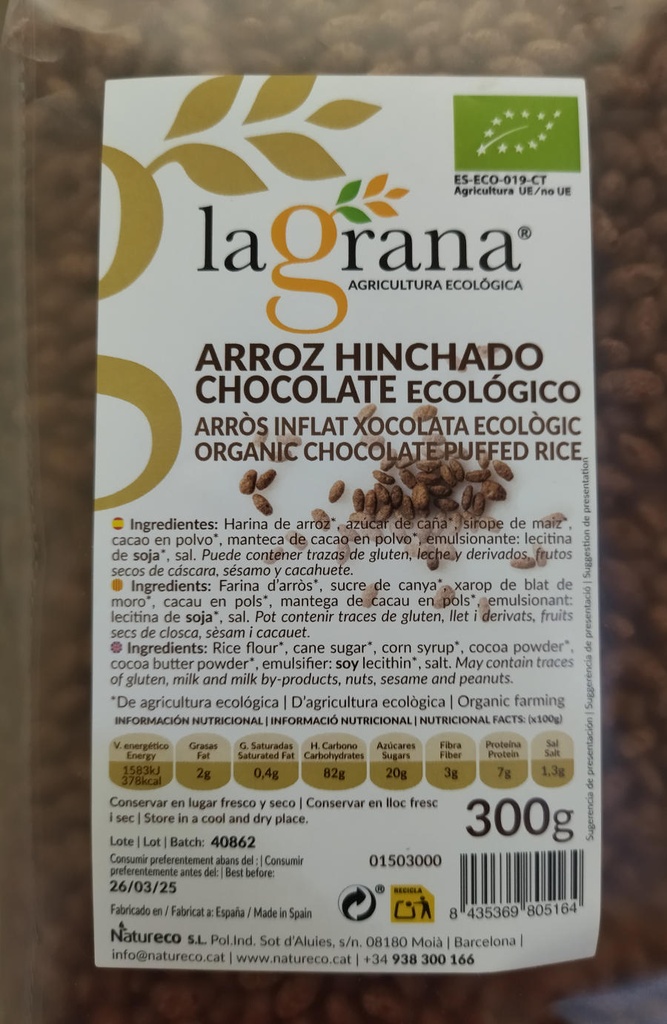 ES-ECO-019-CT
Agricultura UE/no UE
lagrana®
AGRICULTURA ECOLÓGICA
ARROZ HINCHADO
CHOCOLATE ECOLÓGICO
ARRÒS INFLAT XOCOLATA ECOLÒGIC
ORGANIC CHOCOLATE PUFFED RICE
Ingredientes: Harina de arroz*, azúcar de caña*, sirope de maíz*,
cacao en polvo*, manteca de cacao en polvo*, emulsionante: lecitina
de soja*, sal. Puede contener trazas de gluten, leche y derivados, frutos
secos de cáscara, sésamo y cacahuete.
Ingredients: Farina d'arròs*, sucre de canya*, xarop de blat de
moro*, cacau en pols*, mantega de cacau en pols*, emulsionant:
lecitina de soja*, sal. Pot contenir traces de gluten, llet i derivats, fruits
secs de closca, sèsam i cacauet.
Ingredients: Rice flour*, cane sugar*, corn syrup*, cocoa powder*,
cocoa butter powder*, emulsifier: soy lecithin*, salt. May contain traces
of gluten, milk and milk by-products, nuts, sesame and peanuts.
*De agricultura ecológica | D'agricultura ecològica | Organic farming
INFORMACIÓN NUTRICIONAL | INFORMACIÓ NUTRICIONAL | NUTRICIONAL FACTS: (x100g)
V. energético Energy 1583kJ 378kcal
Grasas Fat 2g
G. Saturadas Saturated Fat 0,4g
H. Carbono Carbohydrates 82g
Azúcares Sugars 20g
Fibra Fiber 3g
Proteína Protein 7g
Sal Salt 1,3g
Conservar en lugar fresco y seco | Conservar en lloc fresc
i sec | Store in a cool and dry place.
300g
Lote | Lot | Batch: 40862
Consumir preferentement abans del : | Consumir
preferentemente antes del: | Best before:
26/03/25
01503000
Fabricado en / Fabricat a: España / Made in Spain
®
RECICLA
8 435369 805164
Natureco S.L. Pol.Ind. Sot d'Aluies, s/n. 08180 Moià | Barcelona |
info@natureco.cat | www.natureco.cat | +34 938 300 166
Sugerencia de presentación | Suggerència de presentació | Suggestion of presentation